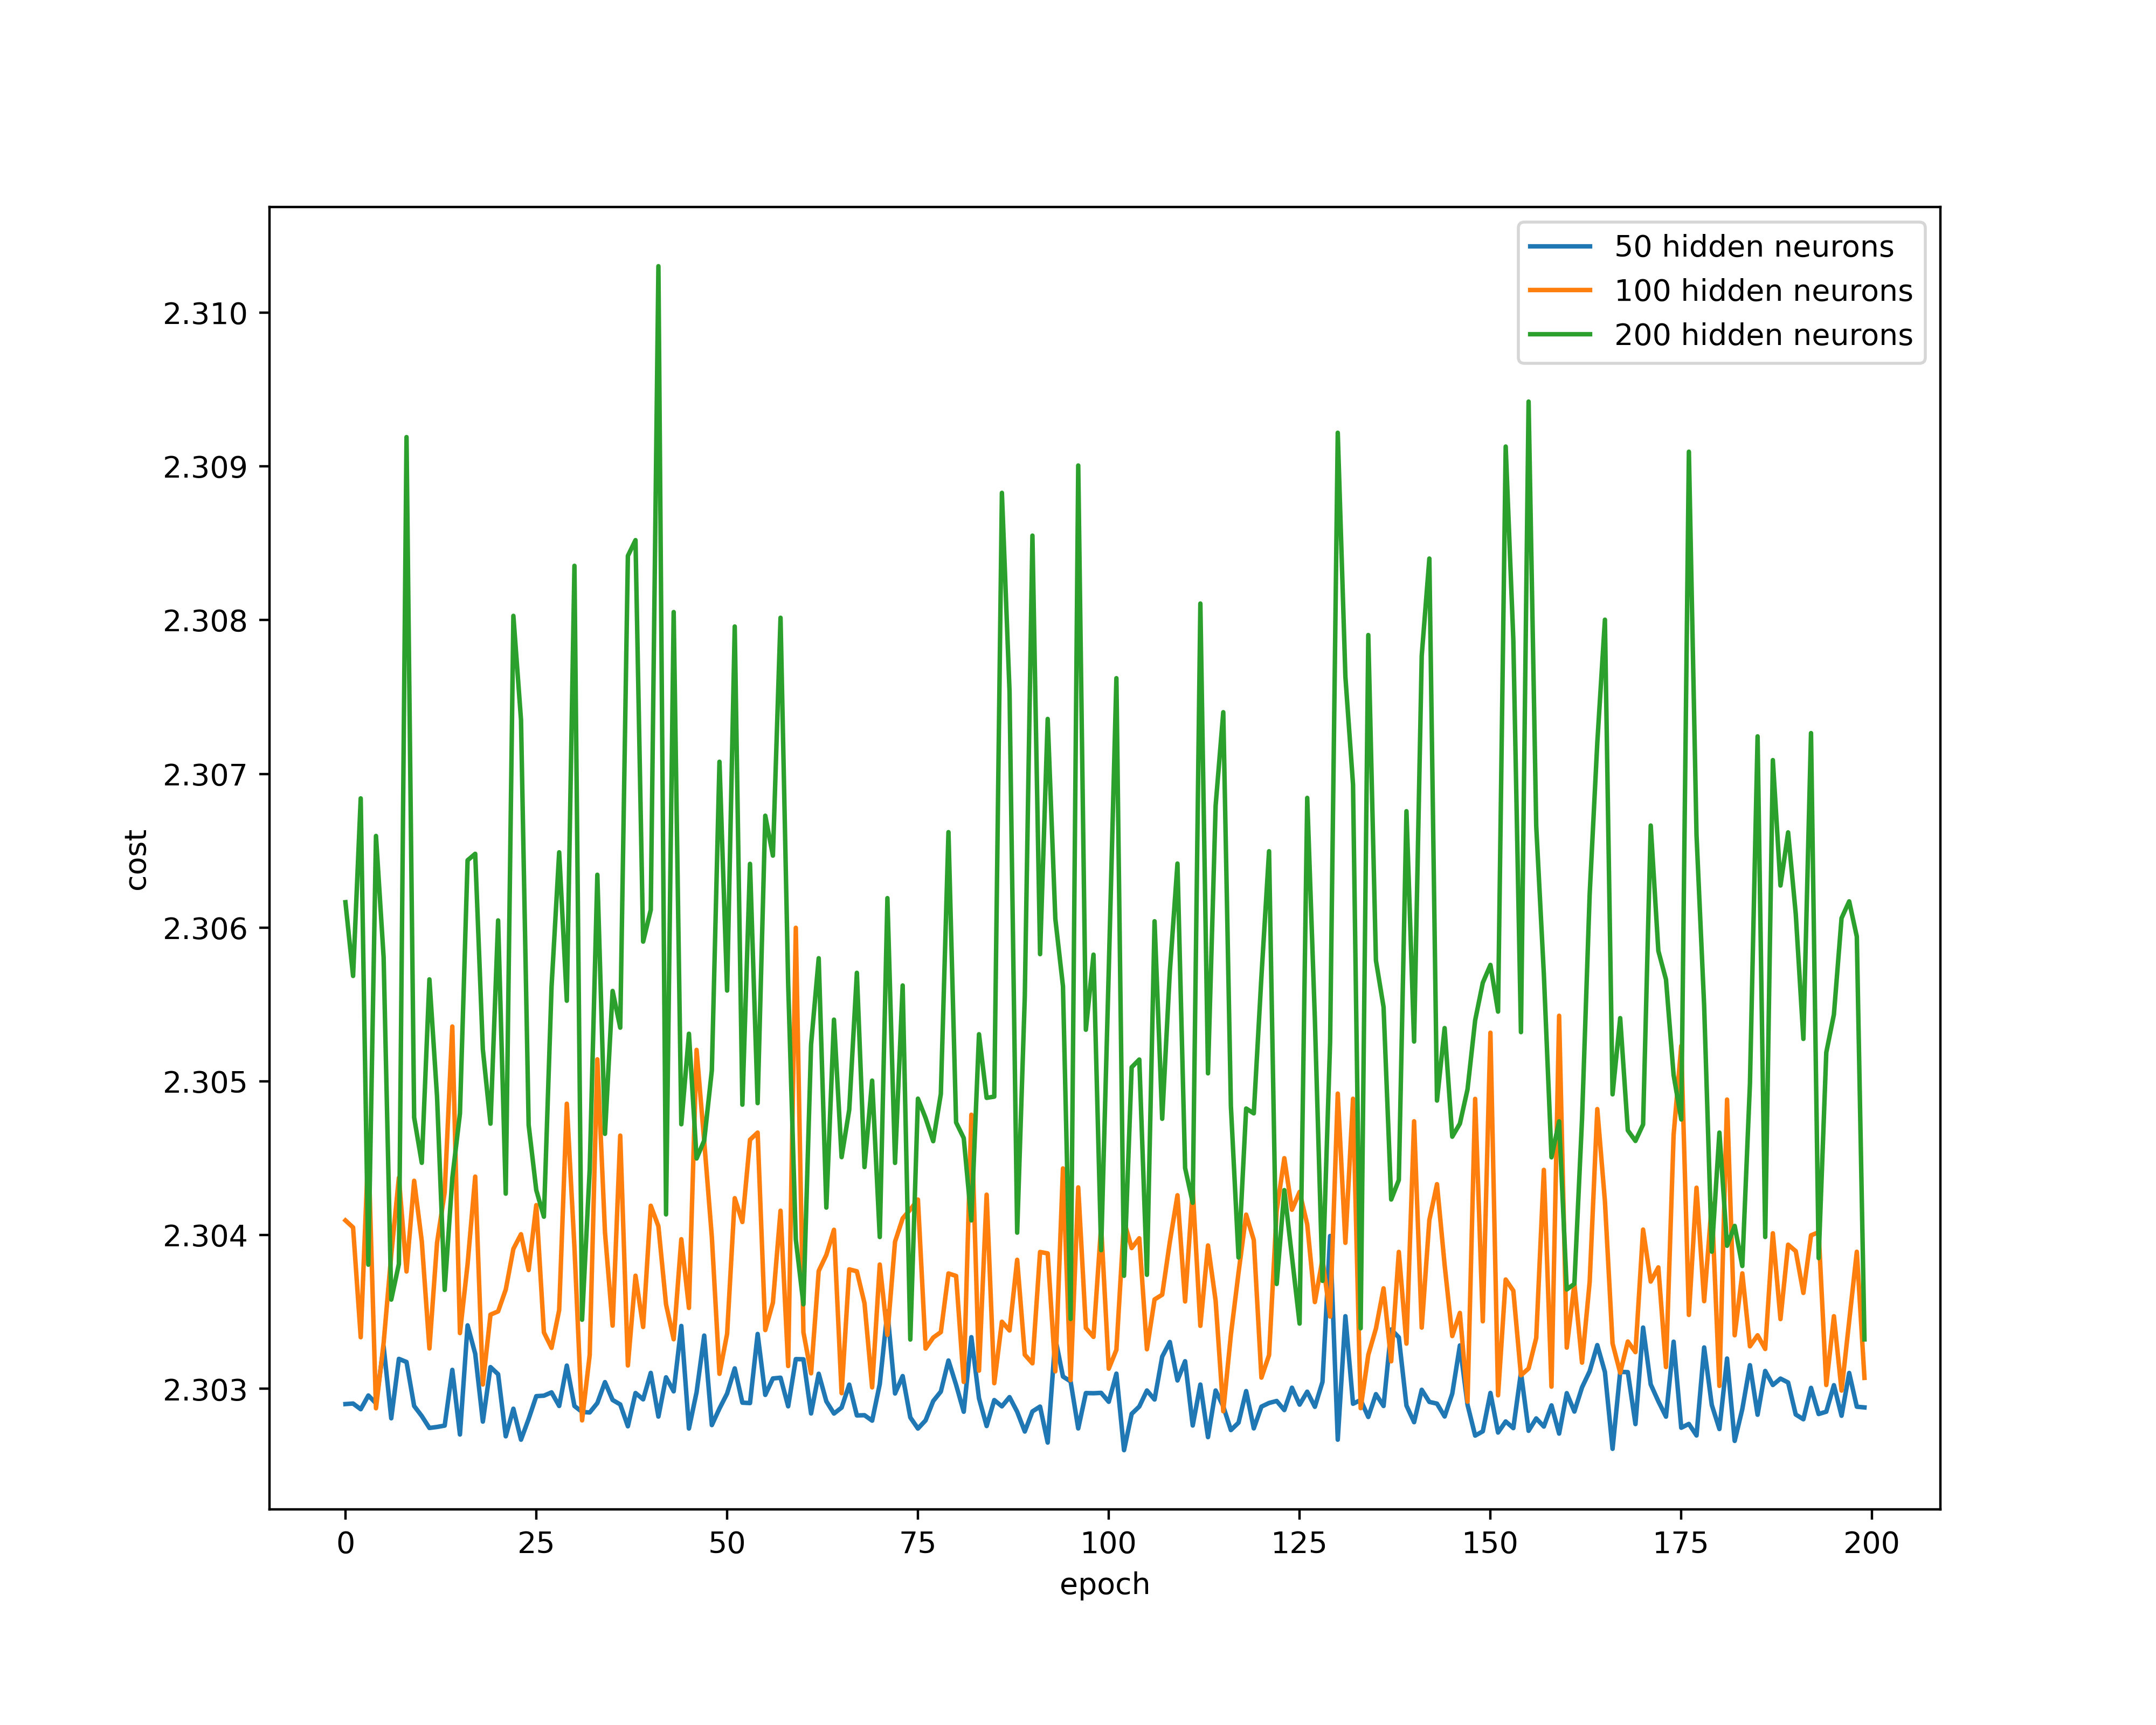 50 hidden neurons
100 hidden neurons
200 hidden neurons
2.310
2.309
2.308
2.307
2.306
2.305
2.304
2.303
cost
0 25 50 75 100 125 150 175 200
epoch